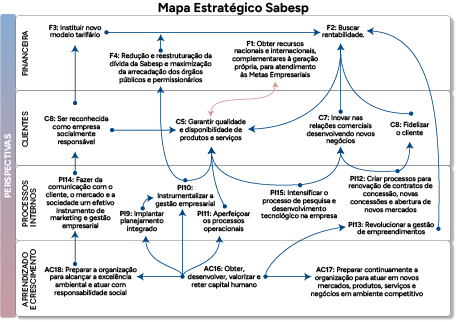 Mapa Estratégico Sabesp
PERSPECTIVAS
FINANCEIRA
F3: Instituir novo
modelo tarifário
F4: Redução e reestruturação da
dívida da Sabesp e maximização
da arrecadação dos órgãos
públicos e permissionários
F1: Obter recursos
nacionais e internacionais,
complementares à geração
própria, para atendimento
às Metas Empresariais
F2: Buscar
rentabilidade.
CLIENTES
C8: Ser reconhecida
como empresa
socialmente
responsável
C5: Garantir qualidade
e disponibilidade de
produtos e serviços
C7: Inovar nas
relações comerciais
desenvolvendo novos
negócios
C8: Fidelizar
o cliente
PROCESSOS
INTERNOS
PI14: Fazer da
comunicação com o
cliente, o mercado e a
sociedade um efetivo
instrumento de
marketing e gestão
empresarial
PI10:
Instrumentalizar a
gestão empresarial
PI9: Implantar
planejamento
integrado
PI11: Aperfeiçoar
os processos
operacionais
PI15: Intensificar o
processo de pesquisa e
desenvolvimento
tecnológico na empresa
PI12: Criar processos para
renovação de contratos de
concessão, novas
concessões e abertura de
novos mercados
PI13: Revolucionar a gestão
de empreendimentos
APRENDIZADO
E CRESCIMENTO
AC18: Preparar a organização
para alcançar a excelência
ambiental e atuar com
responsabilidade social
AC16: Obter,
desenvolver, valorizar e
reter capital humano
AC17: Preparar continuamente a
organização para atuar em novos
mercados, produtos, serviços e
negócios em ambiente competitivo